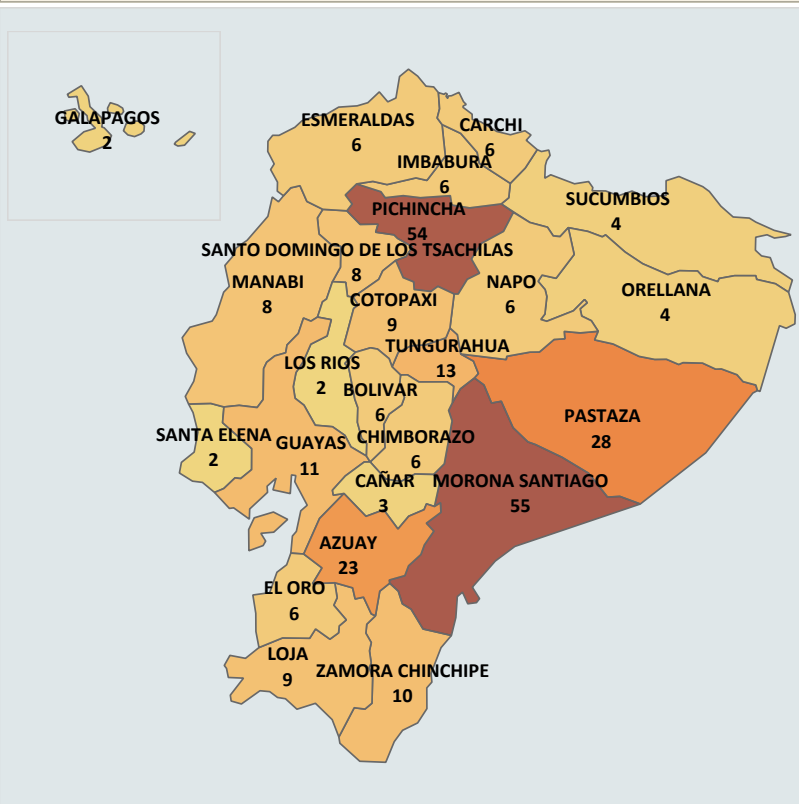 GALAPAGOS
2
ESMERALDAS
6
CARCHI
6
IMBABURA
6
SUCUMBIOS
4
PICHINCHA
54
SANTO DOMINGO DE LOS TSACHILAS
8
MANABI
8
NAPO
6
ORELLANA
4
COTOPAXI
9
TUNGURAHUA
13
LOS RIOS
2
BOLIVAR
6
PASTAZA
28
SANTA ELENA
2
GUAYAS
11
CHIMBORAZO
6
CAÑAR
3
MORONA SANTIAGO
55
AZUAY
23
EL ORO
6
LOJA
9
ZAMORA CHINCHIPE
10